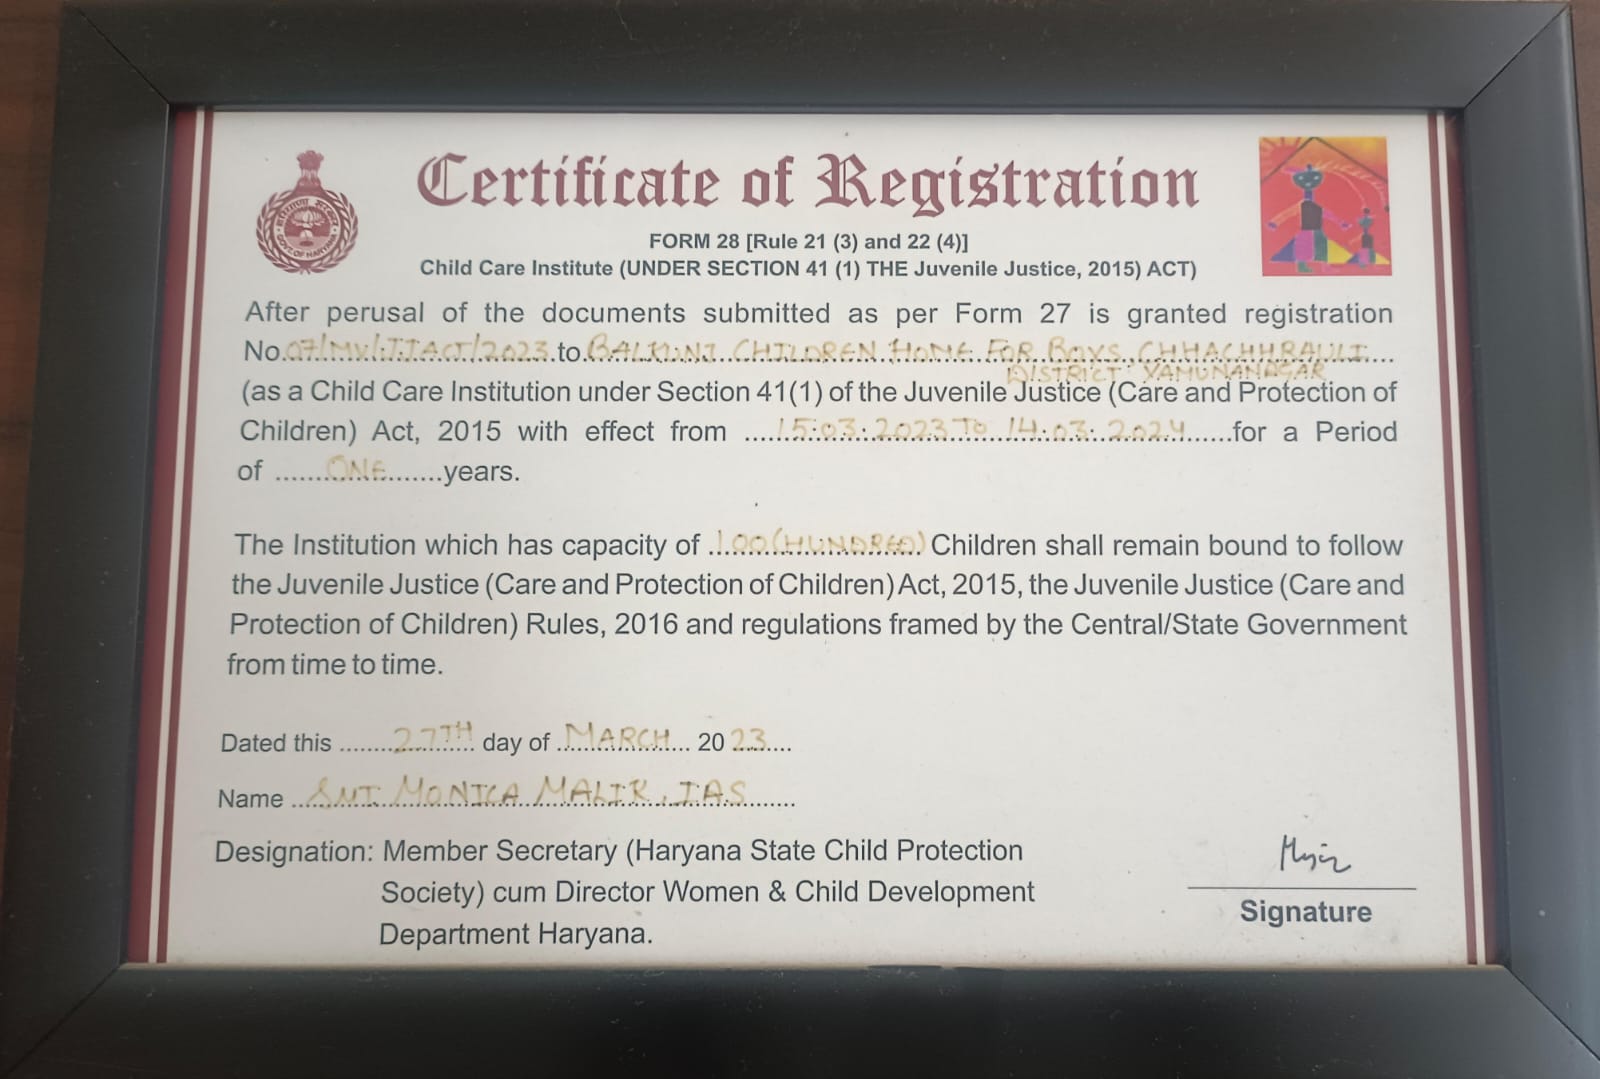 Certificate of Registration
FORM 28 [Rule 21 (3) and 22 (4)]
Child Care Institute (UNDER SECTION 41 (1) THE Juvenile Justice, 2015) ACT)
After perusal of the documents submitted as per Form 27 is granted registration
No. 07/MV/JJACT/2023 to BALKUNJ CHILDREN HOME FOR BOYS, CHHACHHRAULI
DISTRICT YAMUNANAGAR
(as a Child Care Institution under Section 41(1) of the Juvenile Justice (Care and Protection of
Children) Act, 2015 with effect from 15.03.2023 TO 14.03.2024 for a Period
of ONE years.
The Institution which has capacity of 100 (HUNDRED) Children shall remain bound to follow
the Juvenile Justice (Care and Protection of Children) Act, 2015, the Juvenile Justice (Care and
Protection of Children) Rules, 2016 and regulations framed by the Central/State Government
from time to time.
Dated this 27TH day of MARCH 2023
Name SMT. MONICA MALIK, IAS
Designation: Member Secretary (Haryana State Child Protection
Society) cum Director Women & Child Development
Department Haryana.
Signature
हरियाणा सरकार
GOVT. OF HARYANA